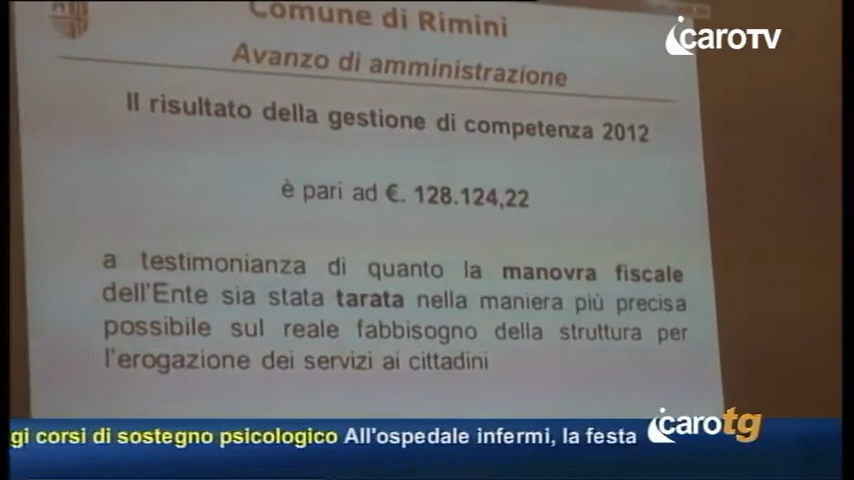 Comune di Rimini
icaroTV
Avanzo di amministrazione
Il risultato della gestione di competenza 2012
è pari ad €. 128.124,22
a testimonianza di quanto la manovra fiscale
dell'Ente sia stata tarata nella maniera più precisa
possibile sul reale fabbisogno della struttura per
l'erogazione dei servizi ai cittadini
gi corsi di sostegno psicologico All'ospedale infermi, la festa
icarotg